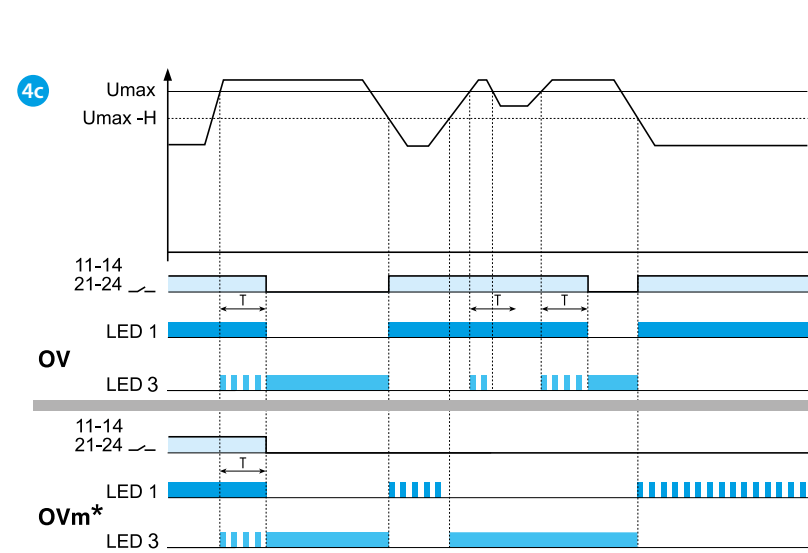 4c
Umax
Umax -H
11-14
21-24
T
T
T
LED 1
OV
LED 3
11-14
21-24
T
LED 1
OVm*
LED 3